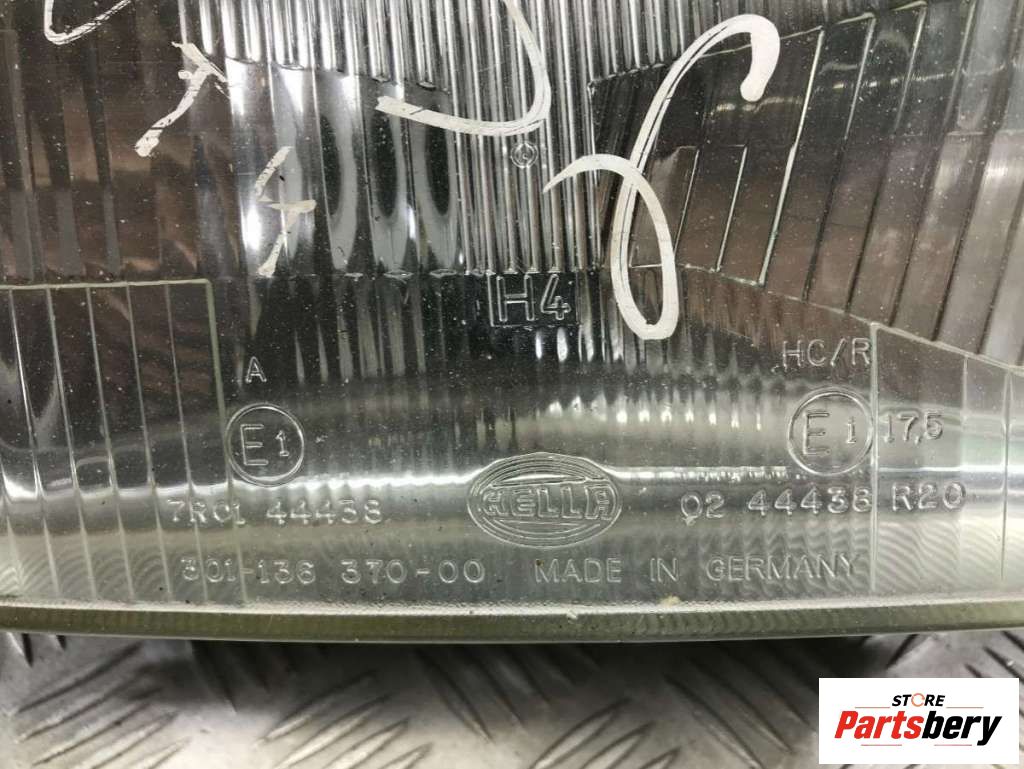 H4
A
HC/R
E1
E1 17,5
HELLA
7R01 44438
02 44438 R20
301-136 370-00 MADE IN GERMANY
STORE
Partsbery